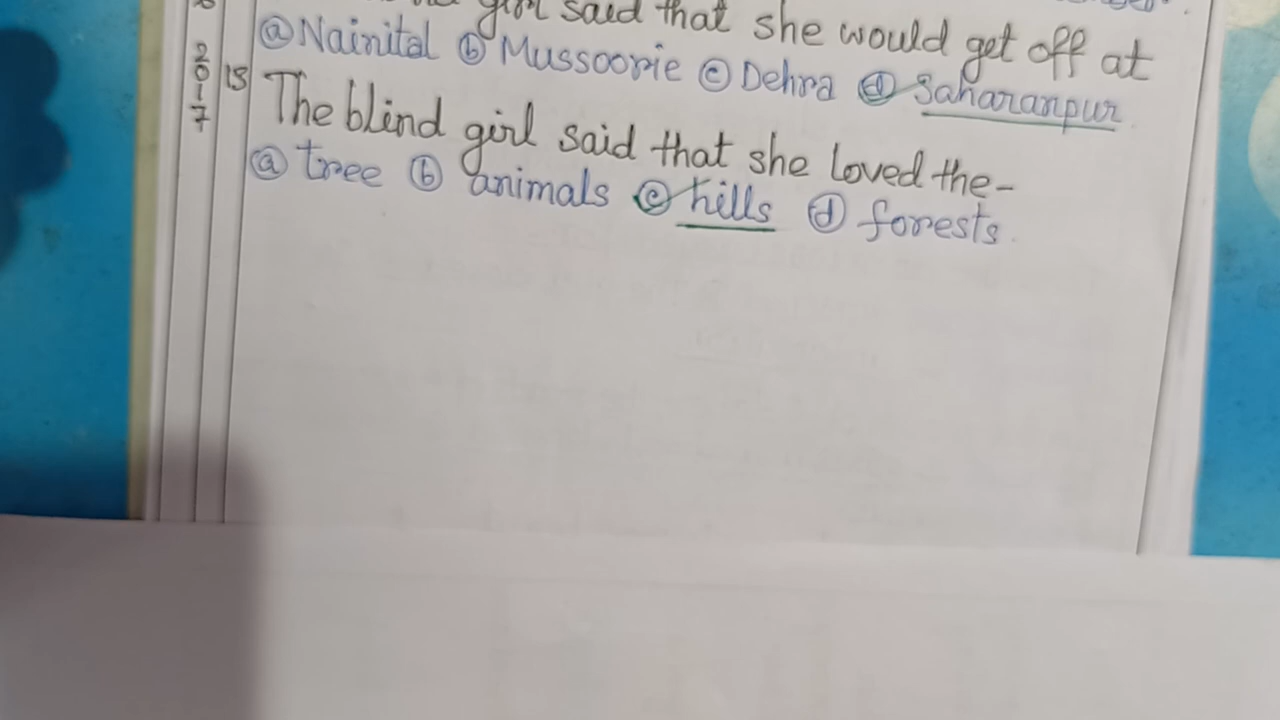 girl said that she would get off at
ⓐ Nainital ⓑ Mussoorie ⓒ Dehra ⓓ Saharanpur
2017
15 The blind girl said that she loved the-
ⓐ tree ⓑ animals ⓒ hills ⓓ forests.